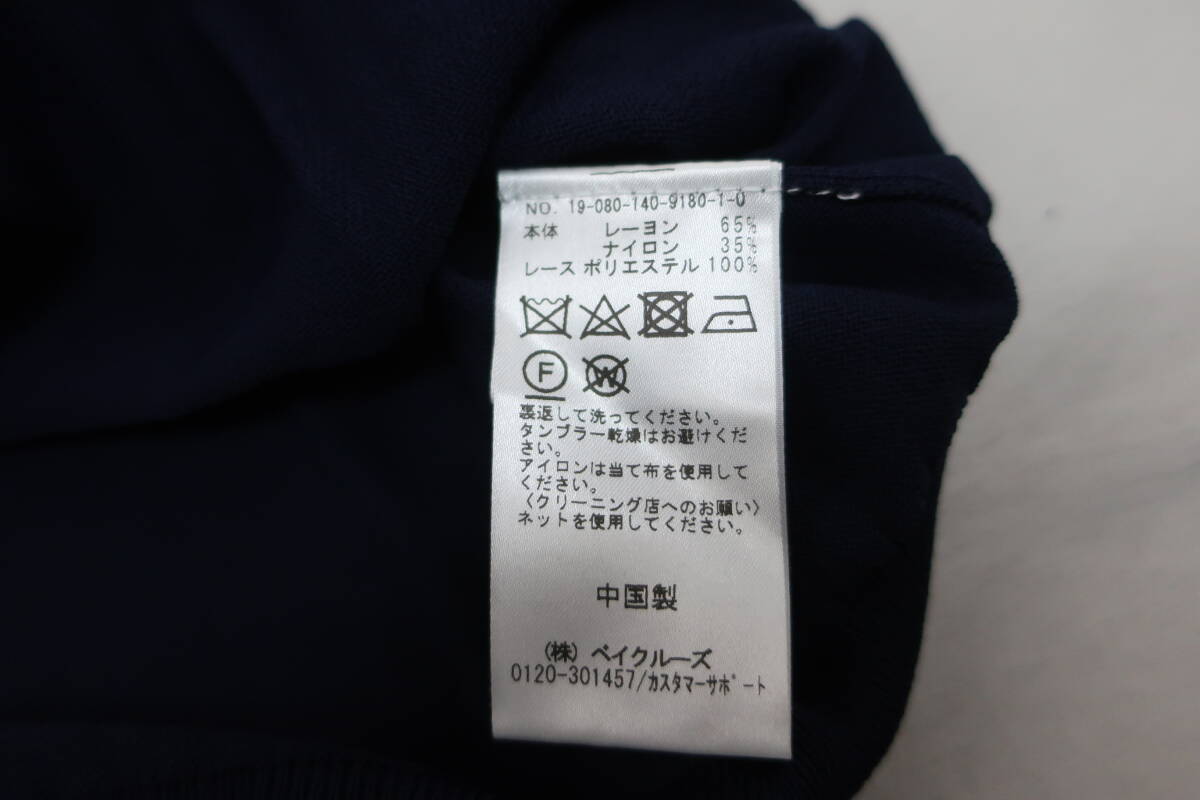 NO. 19-080-140-9180-1-0
本体 レーヨン 65%
ナイロン 35%
レース ポリエステル 100%
F W
裏返して洗ってください。
タンブラー乾燥はお避けくだ
さい。
アイロンは当て布を使用して
ください。
〈クリーニング店へのお願い〉
ネットを使用してください。
中国製
(株) ベイクルーズ
0120-301457/カスタマーサポート